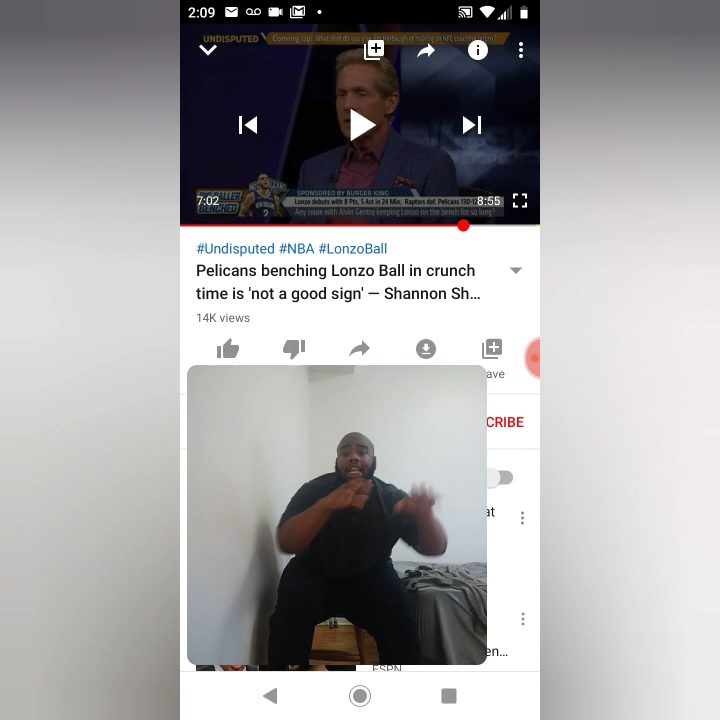 2:09
UNDISPUTED Coming Up:
7:02
SPONSORED BY BURGER KING
8:55
Lonzo debuts with 8 Pts, 5 Ast in 24 Min; Raptors def. Pelicans
Any issue with Alvin Gentry keeping Lonzo on the bench for so long?
#Undisputed #NBA #LonzoBall
Pelicans benching Lonzo Ball in crunch
time is 'not a good sign' — Shannon Sh...
14K views
ave
CRIBE
at
en...
ESPN